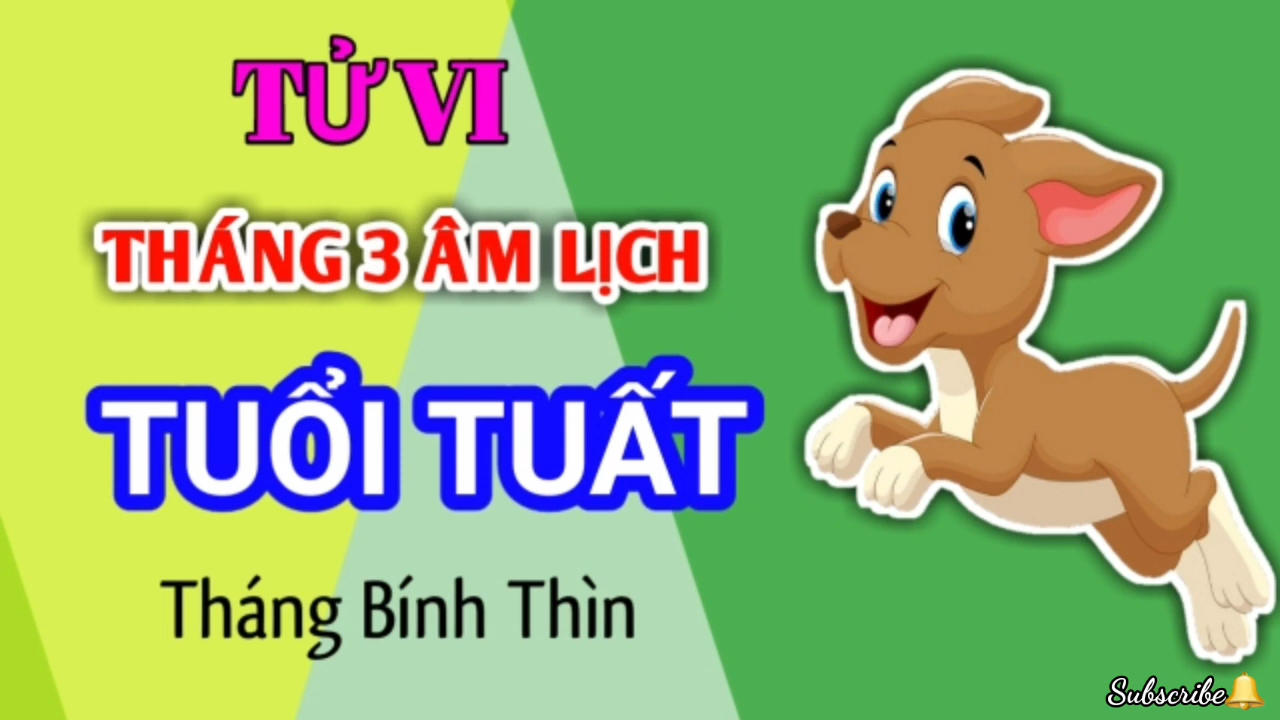 TỬ VI
THÁNG 3 ÂM LỊCH
TUỔI TUẤT
Tháng Bính Thìn
Subscribe